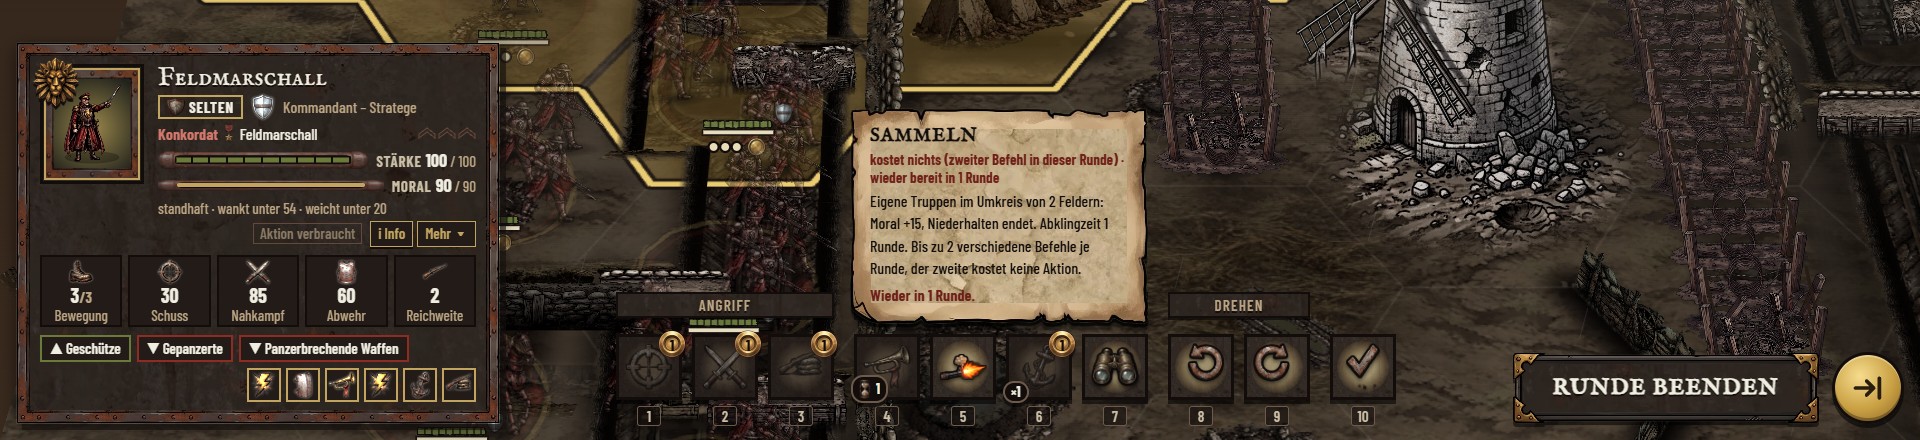 FELDMARSCHALL
SELTEN
Kommandant – Stratege
Konkordat Feldmarschall
STÄRKE 100 / 100
MORAL 90 / 90
standhaft · wankt unter 54 · weicht unter 20
Aktion verbraucht
i Info
Mehr
3/3
Bewegung
30
Schuss
85
Nahkampf
60
Abwehr
2
Reichweite
▲ Geschütze
▼ Gepanzerte
▼ Panzerbrechende Waffen
SAMMELN
kostet nichts (zweiter Befehl in dieser Runde) ·
wieder bereit in 1 Runde
Eigene Truppen im Umkreis von 2 Feldern:
Moral +15, Niederhalten endet. Abklingzeit 1
Runde. Bis zu 2 verschiedene Befehle je
Runde, der zweite kostet keine Aktion.
Wieder in 1 Runde.
ANGRIFF
DREHEN
1
1
1
1
1
×1
1
2
3
4
5
6
7
8
9
10
RUNDE BEENDEN